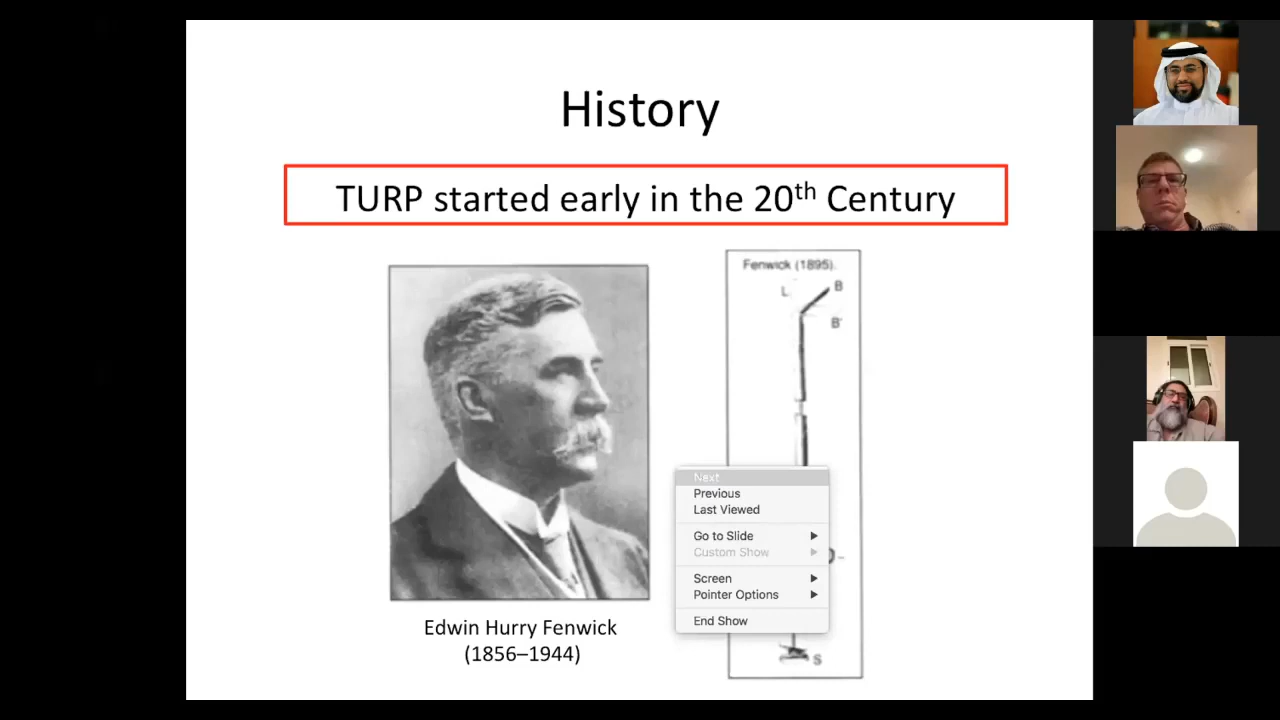 History
TURP started early in the 20th Century
Fenwick (1895).
L
B
B'
Next
Previous
Last Viewed
Go to Slide
Custom Show
Screen
Pointer Options
End Show
S
Edwin Hurry Fenwick
(1856–1944)